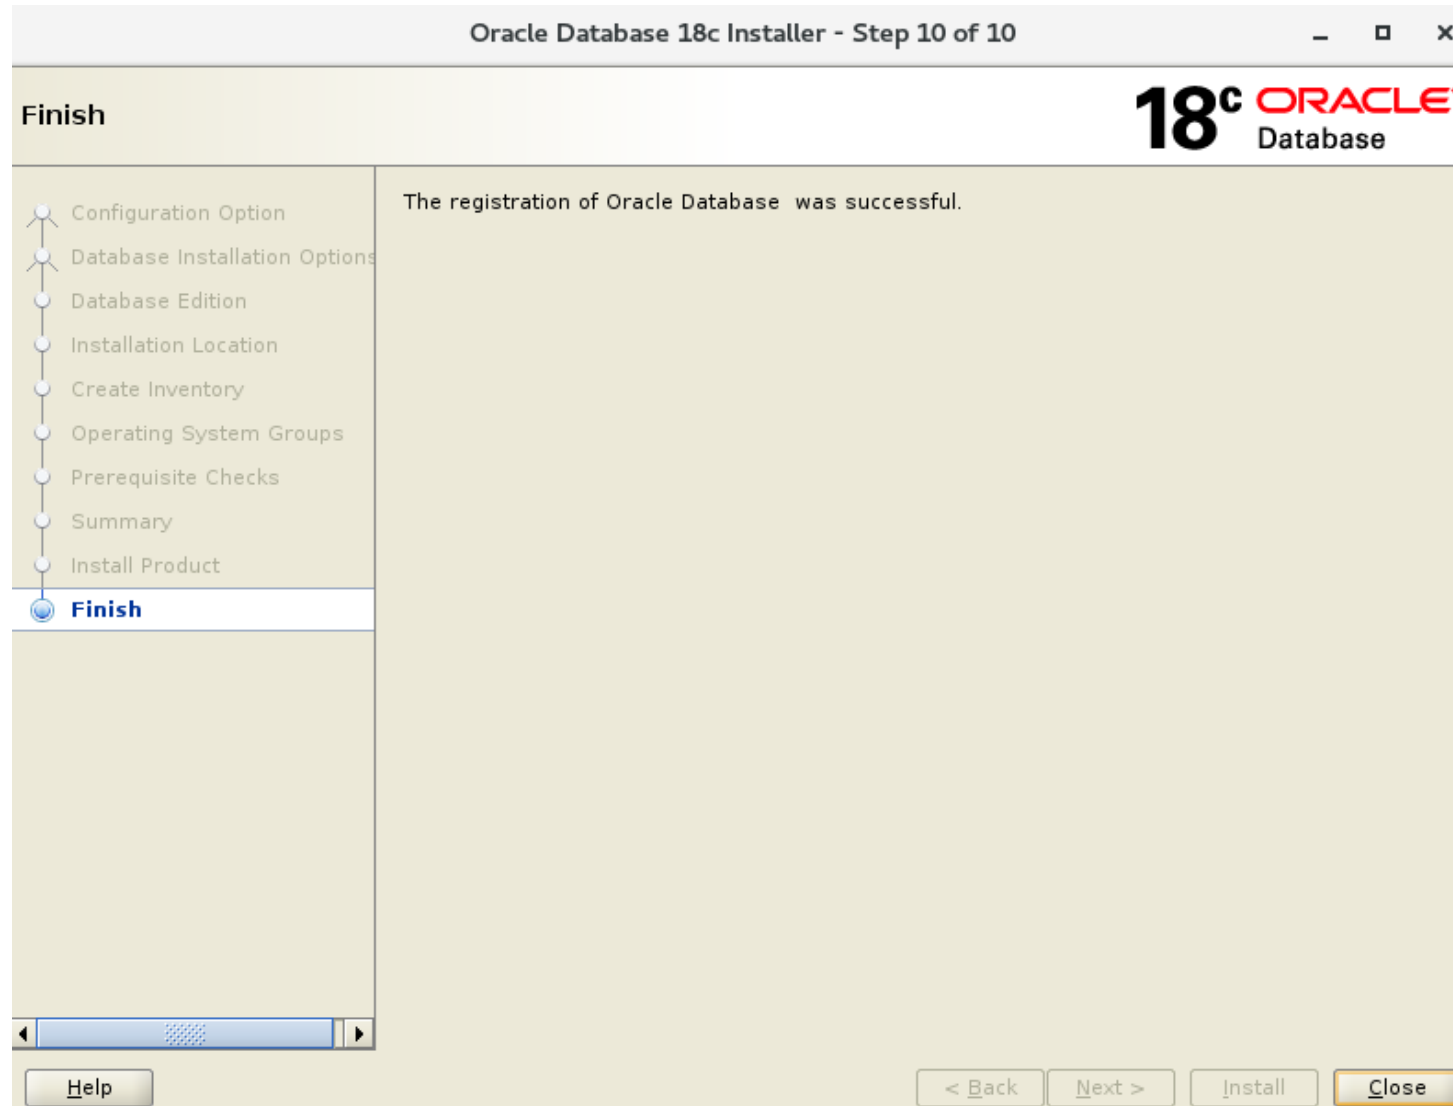 Oracle Database 18c Installer - Step 10 of 10
Finish
18c ORACLE
Database
Configuration Option
Database Installation Options
Database Edition
Installation Location
Create Inventory
Operating System Groups
Prerequisite Checks
Summary
Install Product
Finish
The registration of Oracle Database  was successful.
Help
< Back
Next >
Install
Close